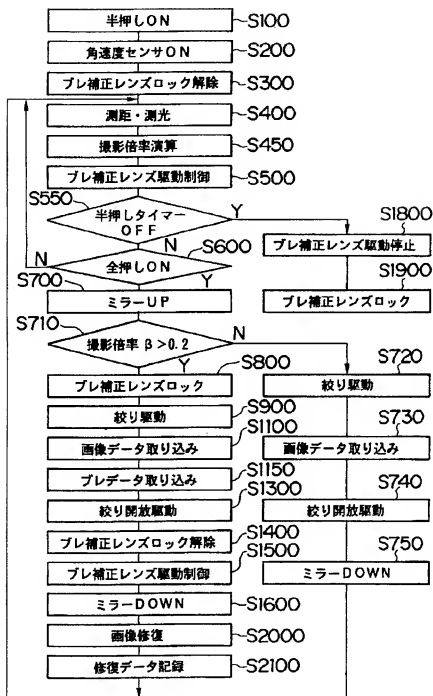 半押しON S100
角速度センサON S200
ブレ補正レンズロック解除 S300
測距・測光 S400
撮影倍率演算 S450
ブレ補正レンズ駆動制御 S500
S550
半押しタイマー
OFF
Y
N
S1800
ブレ補正レンズ駆動停止
S600
全押しON
N
Y
S1900
ブレ補正レンズロック
S700
ミラーUP
S710
撮影倍率 β>0.2
N
Y
S800
ブレ補正レンズロック
S720
絞り駆動
S900
絞り駆動
S1100
画像データ取り込み
S730
画像データ取り込み
S1150
ブレデータ取り込み
S1300
絞り開放駆動
S740
絞り開放駆動
S1400
ブレ補正レンズロック解除
S1500
ブレ補正レンズ駆動制御
S750
ミラーDOWN
ミラーDOWN S1600
画像修復 S2000
修復データ記録 S2100